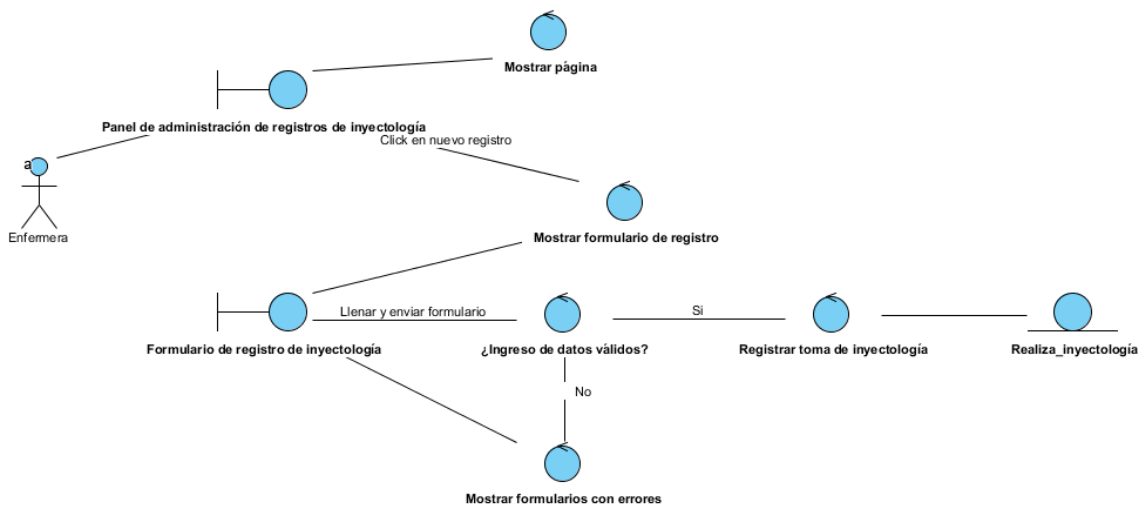 Mostrar página
Panel de administración de registros de inyectología
Click en nuevo registro
a
Enfermera
Mostrar formulario de registro
Llenar y enviar formulario
Si
Formulario de registro de inyectología
¿Ingreso de datos válidos?
Registrar toma de inyectología
Realiza_inyectología
No
Mostrar formularios con errores